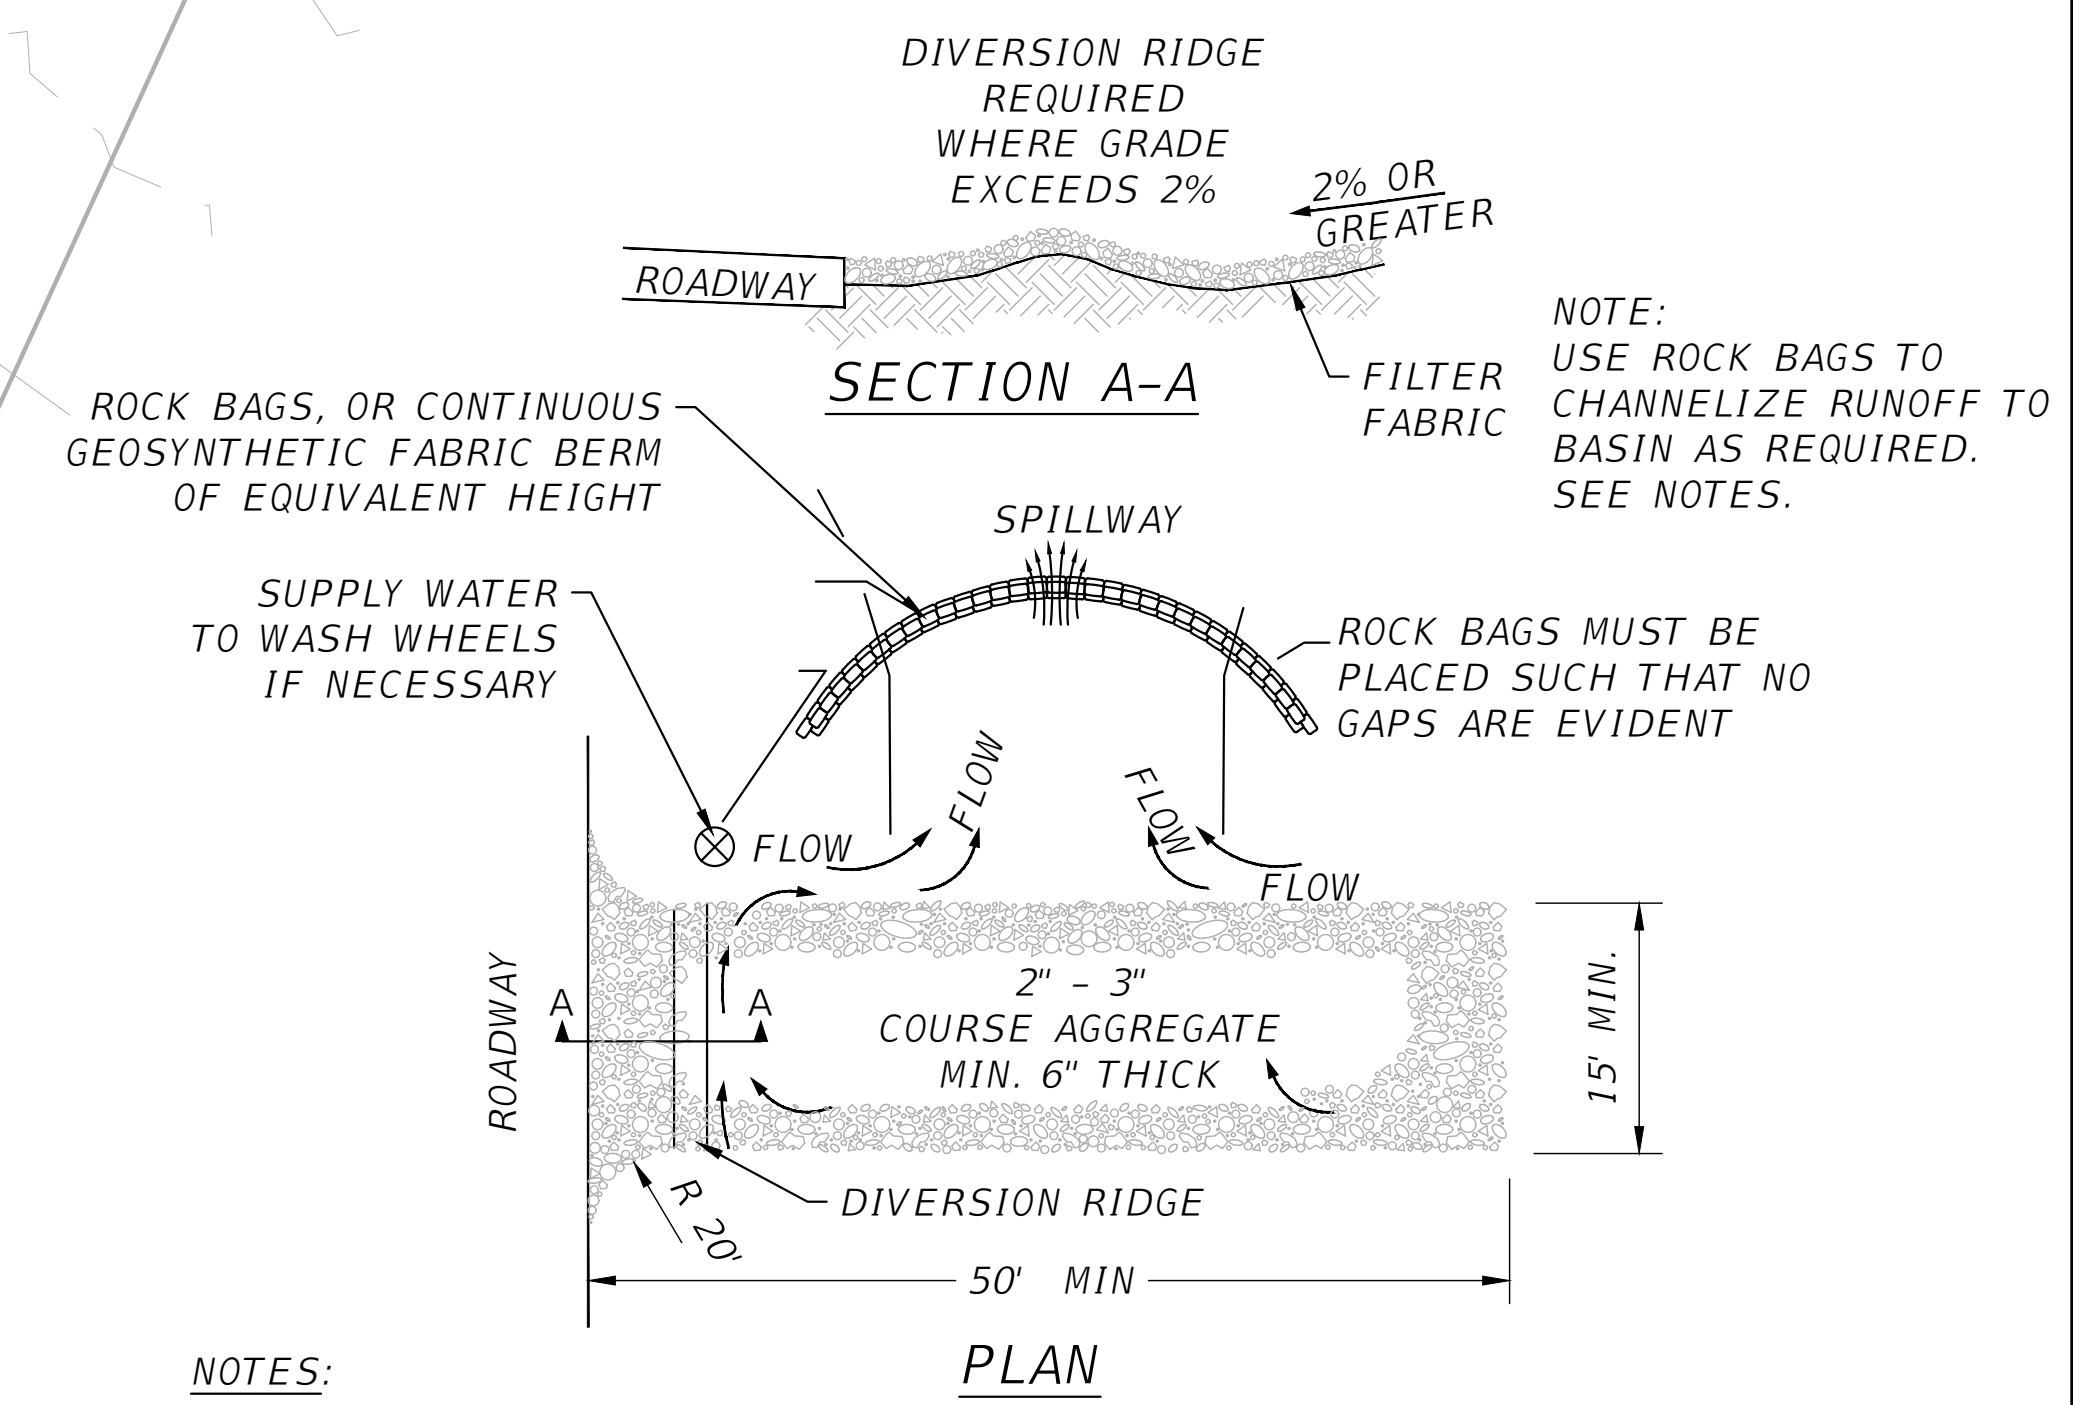 DIVERSION RIDGE
REQUIRED
WHERE GRADE
EXCEEDS 2%
2% OR
GREATER
ROADWAY
SECTION A–A
FILTER
FABRIC
NOTE:
USE ROCK BAGS TO
CHANNELIZE RUNOFF TO
BASIN AS REQUIRED.
SEE NOTES.
ROCK BAGS, OR CONTINUOUS
GEOSYNTHETIC FABRIC BERM
OF EQUIVALENT HEIGHT
SPILLWAY
SUPPLY WATER
TO WASH WHEELS
IF NECESSARY
ROCK BAGS MUST BE
PLACED SUCH THAT NO
GAPS ARE EVIDENT
FLOW
FLOW
FLOW
FLOW
ROADWAY
A
A
2" – 3"
COURSE AGGREGATE
MIN. 6" THICK
15' MIN.
DIVERSION RIDGE
R 20'
50' MIN
PLAN
NOTES: